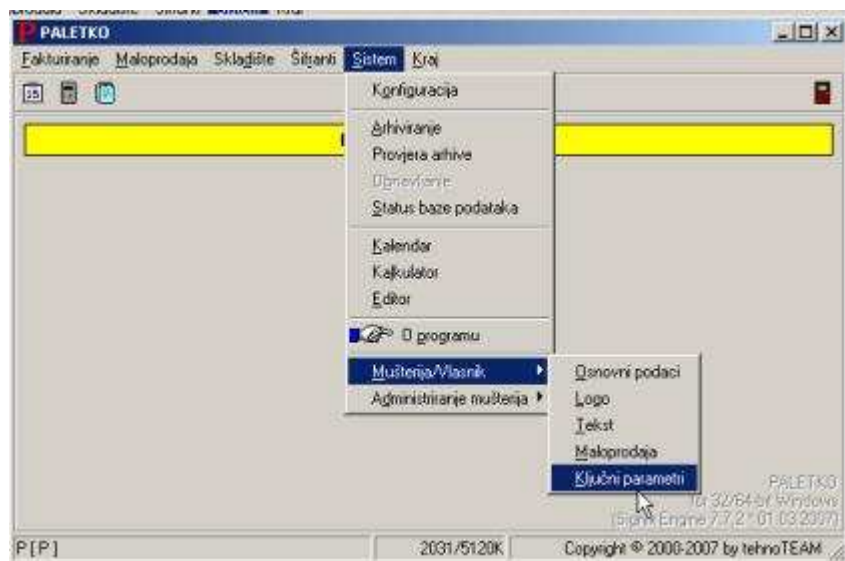 PALETKO
Fakturiranje Maloprodaja Skladište Šifranti Sistem Kraj
Konfiguracija
Arhiviranje
Provjera arhive
Obnavljanje
Status baze podataka
Kalendar
Kalkulator
Editor
O programu
Mušterija/Vlasnik
Administriranje mušterija
Osnovni podaci
Logo
Tekst
Maloprodaja
Ključni parametri
PALETKO
for 32/64-bit Windows
Engine 7.7.2 * 01.03.2007)
P [ P ]
2031/5120K
Copyright © 2000-2007 by tehnoTEAM